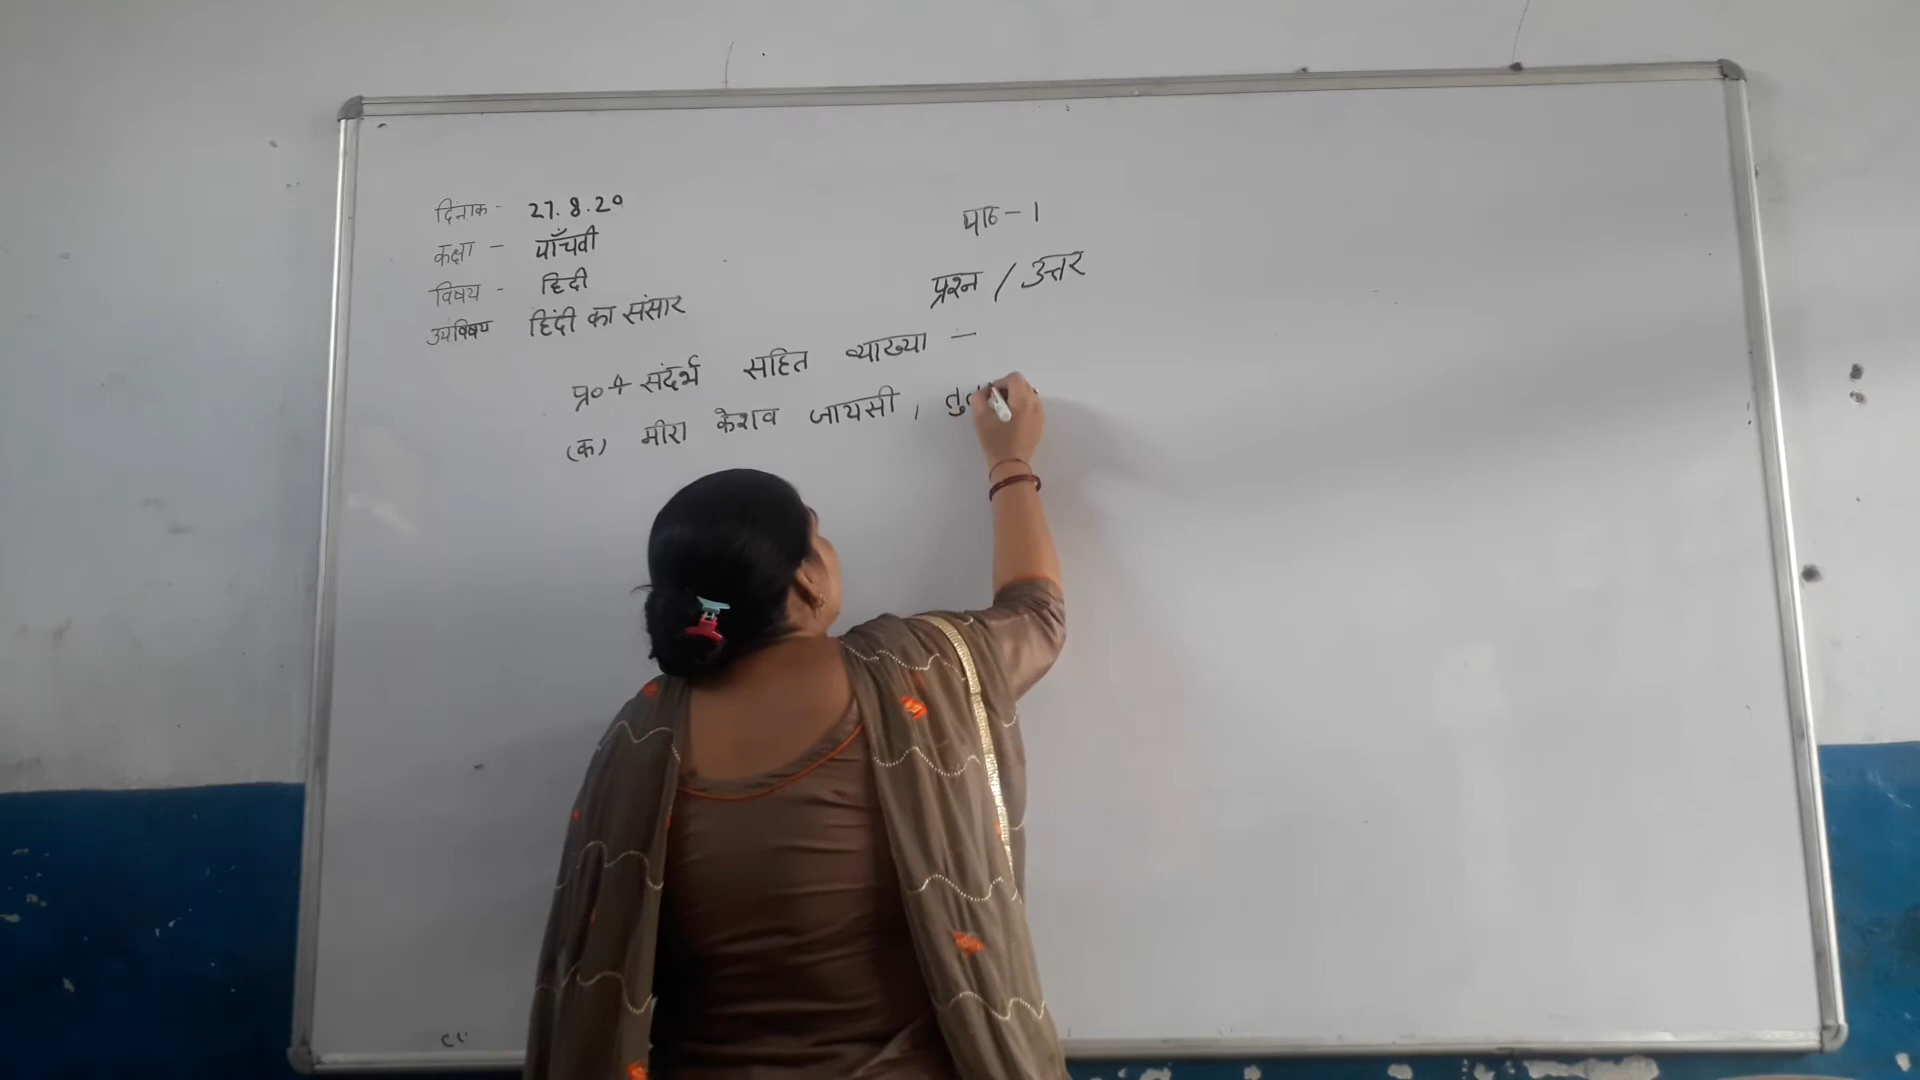 दिनाक - 27.8.20
कक्षा - पाँचवी
विषय - हिंदी
उपविषय हिंदी का संसार
पाठ - 1
प्रश्न / उत्तर
प्र० 4 संदर्भ सहित व्याख्या -
(क) मीरा केशव जायसी,